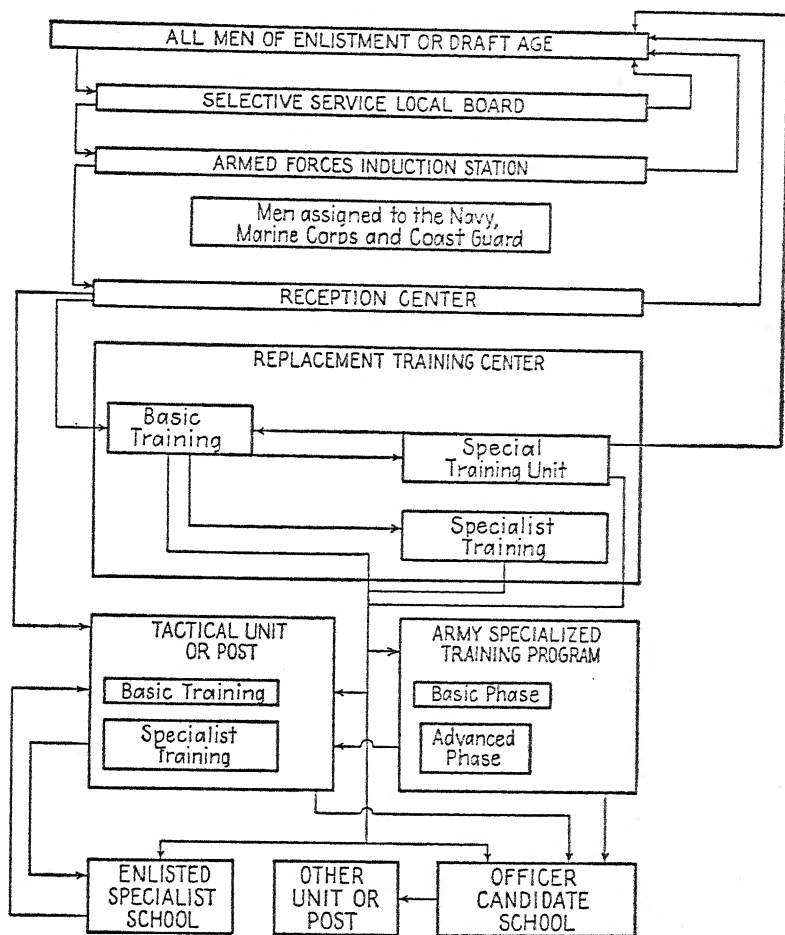 ALL MEN OF ENLISTMENT OR DRAFT AGE
SELECTIVE SERVICE LOCAL BOARD
ARMED FORCES INDUCTION STATION
Men assigned to the Navy,
Marine Corps and Coast Guard
RECEPTION CENTER
REPLACEMENT TRAINING CENTER
Basic
Training
Special
Training Unit
Specialist
Training
TACTICAL UNIT
OR POST
Basic Training
Specialist
Training
ARMY SPECIALIZED
TRAINING PROGRAM
Basic Phase
Advanced
Phase
ENLISTED
SPECIALIST
SCHOOL
OTHER
UNIT OR
POST
OFFICER
CANDIDATE
SCHOOL